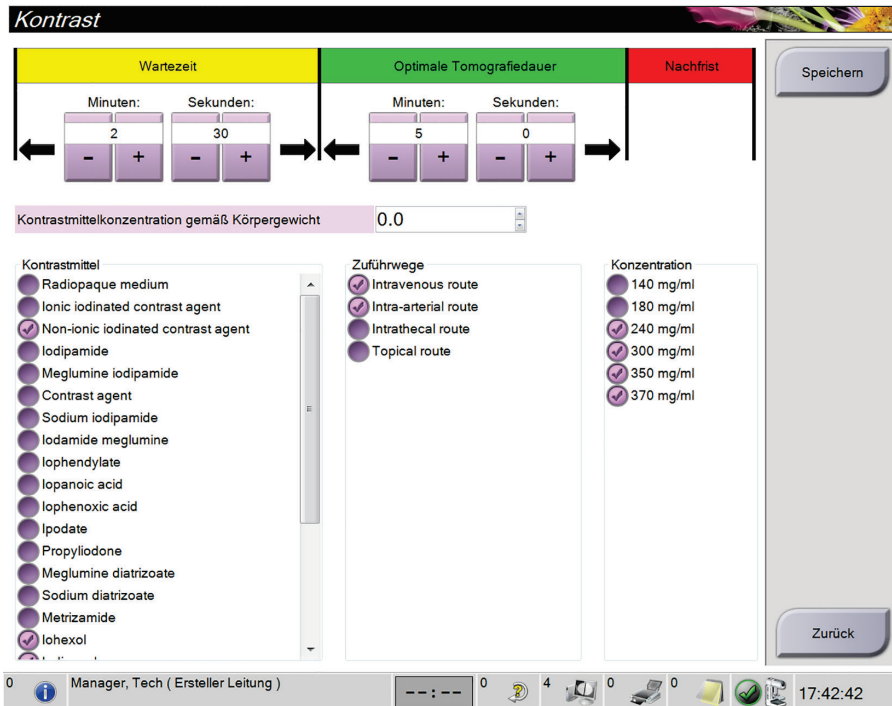 Kontrast
Wartezeit
Optimale Tomografiedauer
Nachfrist
Speichern
Minuten: Sekunden:
2 30
- + - +
Minuten: Sekunden:
5 0
- + - +
Kontrastmittelkonzentration gemäß Körpergewicht 0.0
Kontrastmittel
Radiopaque medium
Ionic iodinated contrast agent
Non-ionic iodinated contrast agent
Iodipamide
Meglumine iodipamide
Contrast agent
Sodium iodipamide
Iodamide meglumine
Iophendylate
Iopanoic acid
Iophenoxic acid
Ipodate
Propyliodone
Meglumine diatrizoate
Sodium diatrizoate
Metrizamide
Iohexol
Zuführwege
Intravenous route
Intra-arterial route
Intrathecal route
Topical route
Konzentration
140 mg/ml
180 mg/ml
240 mg/ml
300 mg/ml
350 mg/ml
370 mg/ml
Zurück
0 Manager, Tech ( Ersteller Leitung ) --:-- 0 4 0 0 17:42:42